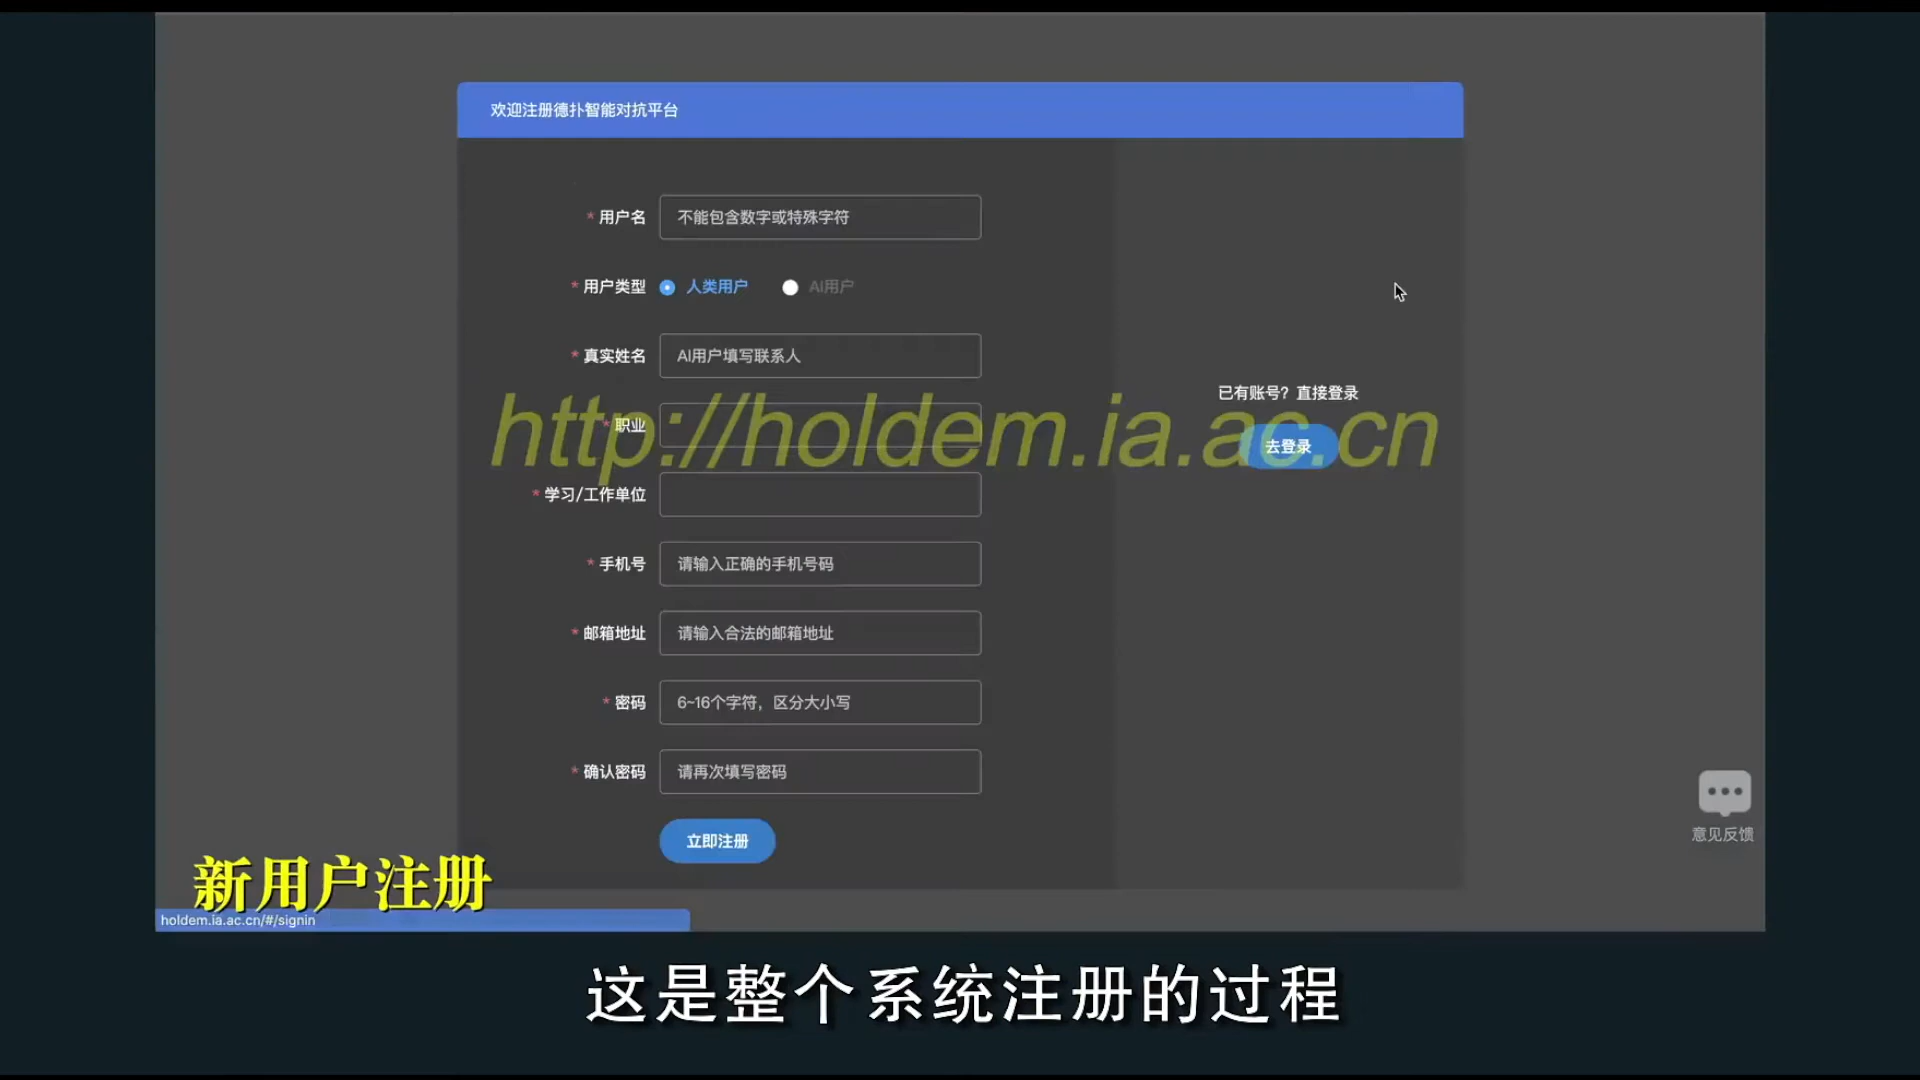 欢迎注册德扑智能对抗平台
* 用户名 不能包含数字或特殊字符
* 用户类型 人类用户 AI用户
* 真实姓名 AI用户填写联系人
已有账号？直接登录
* 职业
http://holdem.ia.ac.cn
去登录
* 学习/工作单位
* 手机号 请输入正确的手机号码
* 邮箱地址 请输入合法的邮箱地址
* 密码 6~16个字符，区分大小写
* 确认密码 请再次填写密码
意见反馈
立即注册
新用户注册
holdem.ia.ac.cn/#/signin
这是整个系统注册的过程